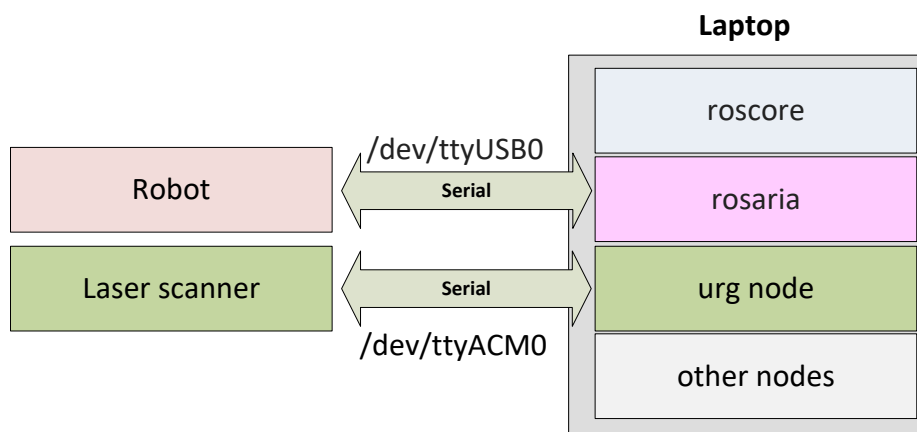 Laptop
roscore
/dev/ttyUSB0
Robot
Serial
rosaria
Laser scanner
Serial
urg node
/dev/ttyACM0
other nodes